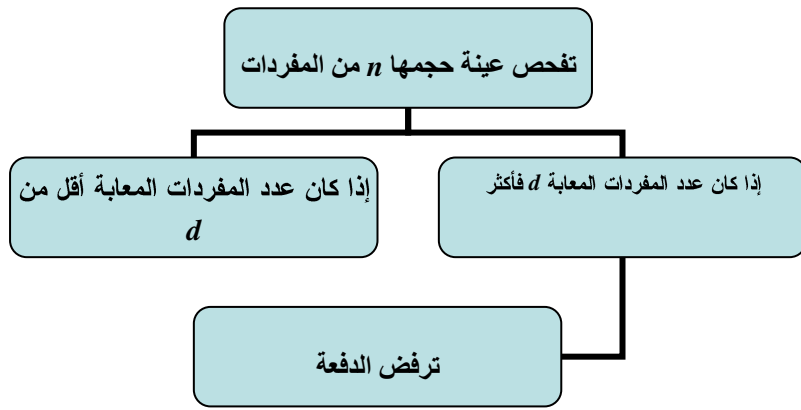 تفحص عينة حجمها n من المفردات
إذا كان عدد المفردات المعابة d فأكثر
إذا كان عدد المفردات المعابة أقل من
d
ترفض الدفعة